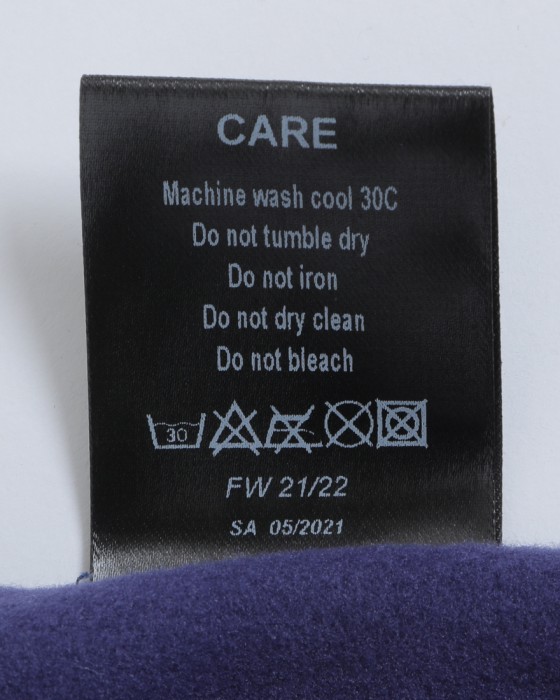 CARE
Machine wash cool 30C
Do not tumble dry
Do not iron
Do not dry clean
Do not bleach
30
FW 21/22
SA 05/2021